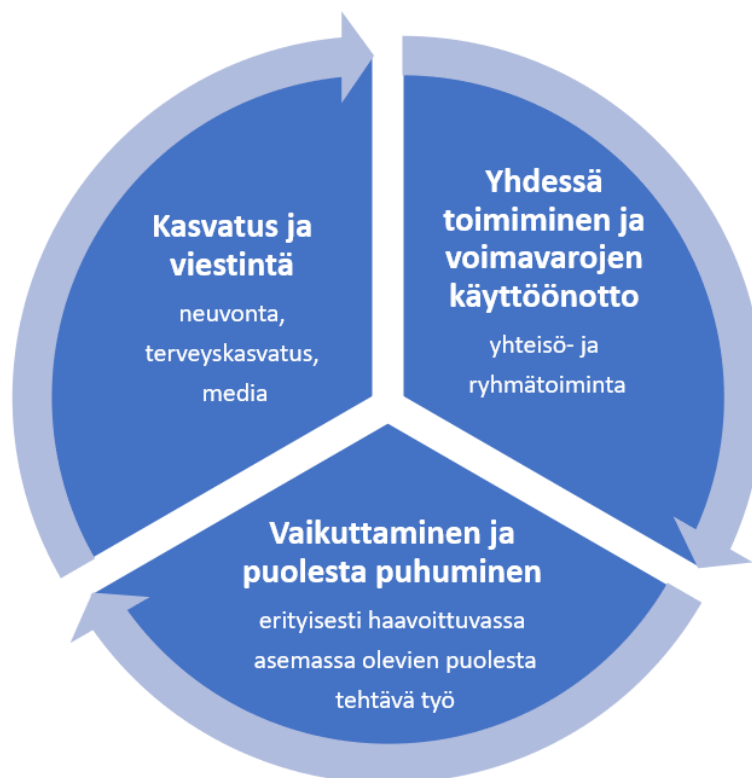 Kasvatus ja
viestintä
neuvonta,
terveyskasvatus,
media
Yhdessä
toimiminen ja
voimavarojen
käyttöönotto
yhteisö- ja
ryhmätoiminta
Vaikuttaminen ja
puolesta puhuminen
erityisesti haavoittuvassa
asemassa olevien puolesta
tehtävä työ